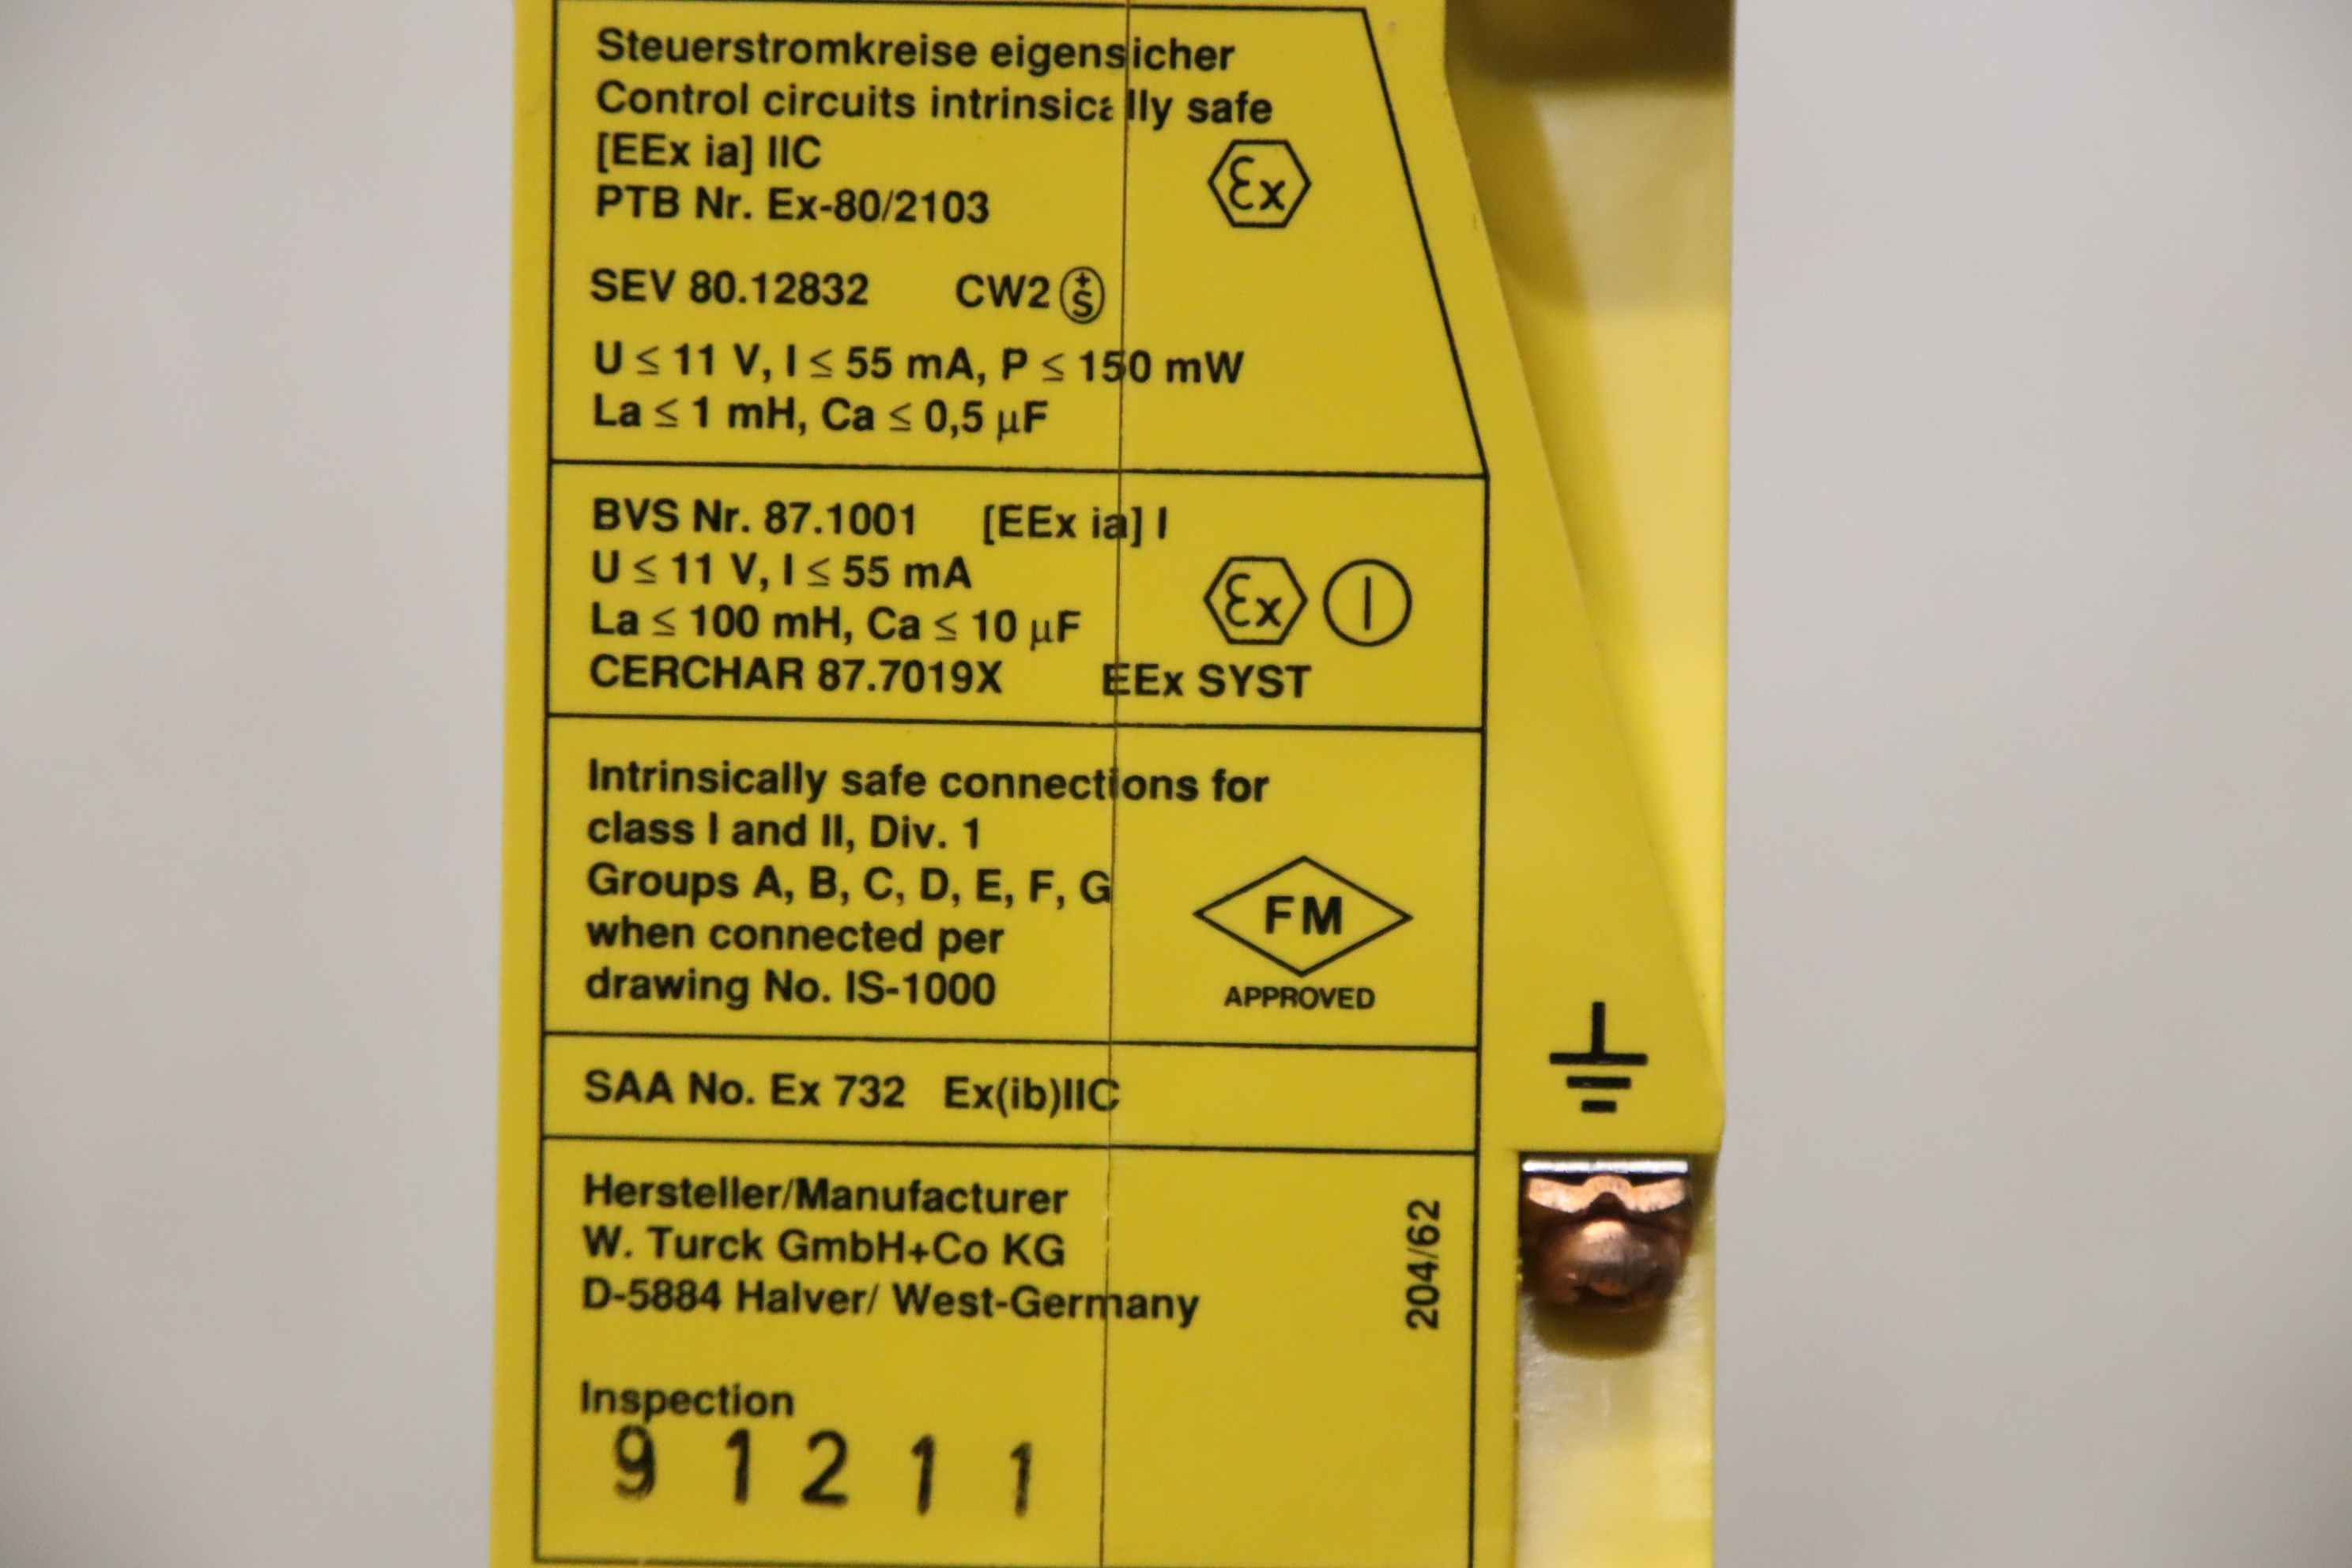 Steuerstromkreise eigensicher
Control circuits intrinsically safe
[EEx ia] IIC
PTB Nr. Ex-80/2103
Ex
SEV 80.12832 CW2 +S
U ≤ 11 V, I ≤ 55 mA, P ≤ 150 mW
La ≤ 1 mH, Ca ≤ 0,5 µF
BVS Nr. 87.1001 [EEx ia] I
U ≤ 11 V, I ≤ 55 mA
La ≤ 100 mH, Ca ≤ 10 µF
Ex I
CERCHAR 87.7019X EEx SYST
Intrinsically safe connections for
class I and II, Div. 1
Groups A, B, C, D, E, F, G
when connected per
drawing No. IS-1000
FM
APPROVED
SAA No. Ex 732 Ex(ib)IIC
Hersteller/Manufacturer
W. Turck GmbH+Co KG
D-5884 Halver/ West-Germany
204/62
Inspection
9 1 2 1 1